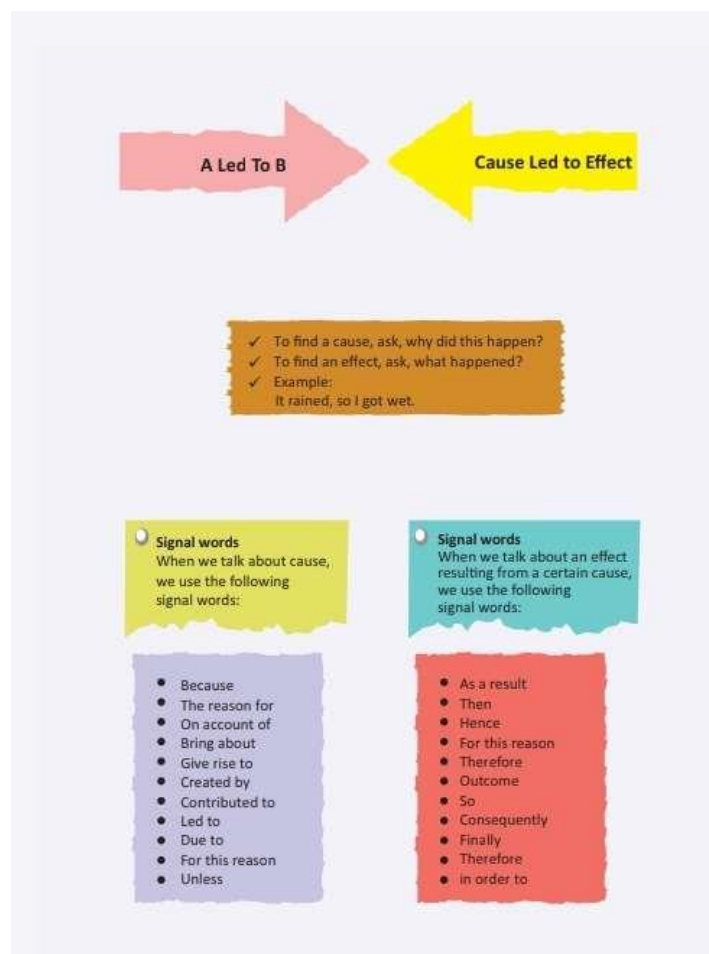 A Led To B
Cause Led to Effect
✓ To find a cause, ask, why did this happen?
✓ To find an effect, ask, what happened?
✓ Example:
It rained, so I got wet.
Signal words
When we talk about cause,
we use the following
signal words:
Signal words
When we talk about an effect
resulting from a certain cause,
we use the following
signal words:
• Because
• The reason for
• On account of
• Bring about
• Give rise to
• Created by
• Contributed to
• Led to
• Due to
• For this reason
• Unless
• As a result
• Then
• Hence
• For this reason
• Therefore
• Outcome
• So
• Consequently
• Finally
• Therefore
• in order to